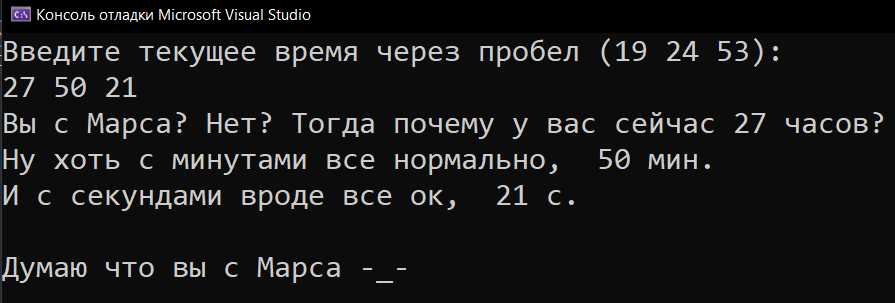 Консоль отладки Microsoft Visual Studio
Введите текущее время через пробел (19 24 53):
27 50 21
Вы с Марса? Нет? Тогда почему у вас сейчас 27 часов?
Ну хоть с минутами все нормально,  50 мин.
И с секундами вроде все ок,  21 с.
Думаю что вы с Марса -_-